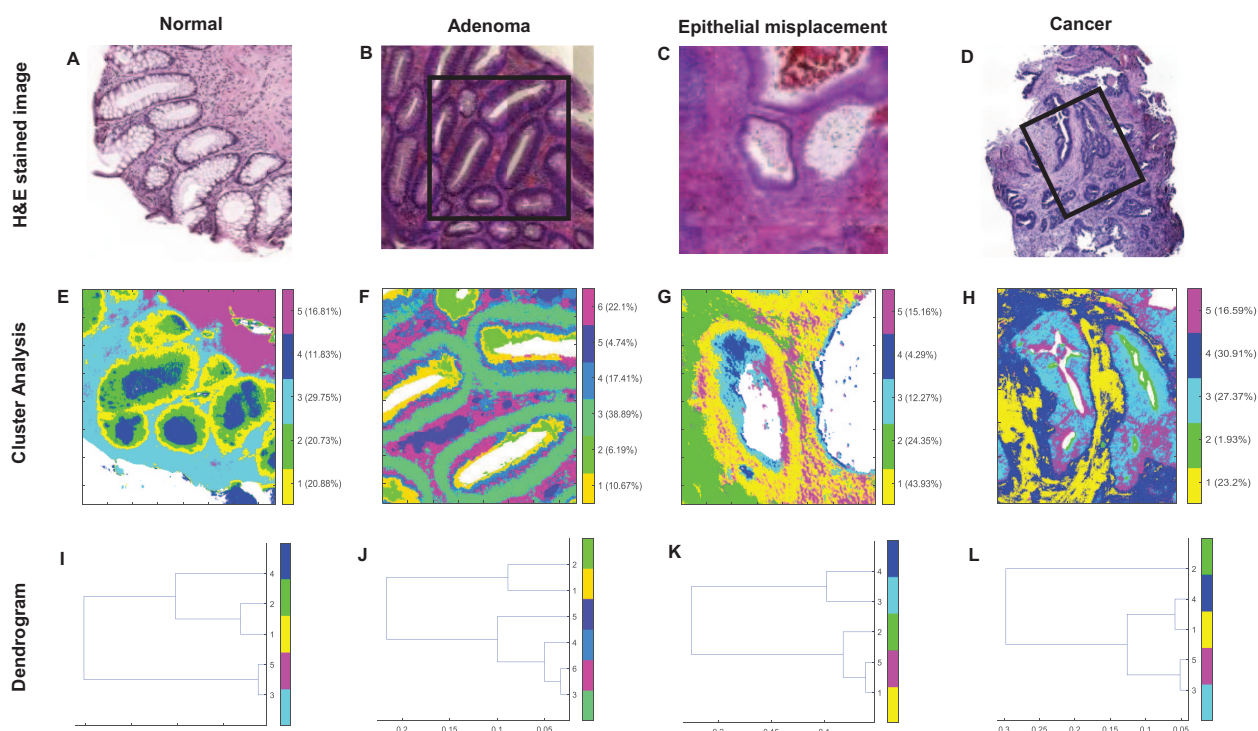 Normal
Adenoma
Epithelial misplacement
Cancer
H&E stained image
A
B
C
D
Cluster Analysis
E
5 (16.81%)
4 (11.83%)
3 (29.75%)
2 (20.73%)
1 (20.88%)
F
6 (22.1%)
5 (4.74%)
4 (17.41%)
3 (38.89%)
2 (6.19%)
1 (10.67%)
G
5 (15.16%)
4 (4.29%)
3 (12.27%)
2 (24.35%)
1 (43.93%)
H
5 (16.59%)
4 (30.91%)
3 (27.37%)
2 (1.93%)
1 (23.2%)
Dendrogram
I
4
2
1
5
3
J
2
1
5
4
6
3
0.2
0.15
0.1
0.05
K
4
3
2
5
1
0.15
L
2
4
1
5
3
0.3
0.25
0.2
0.15
0.1
0.05